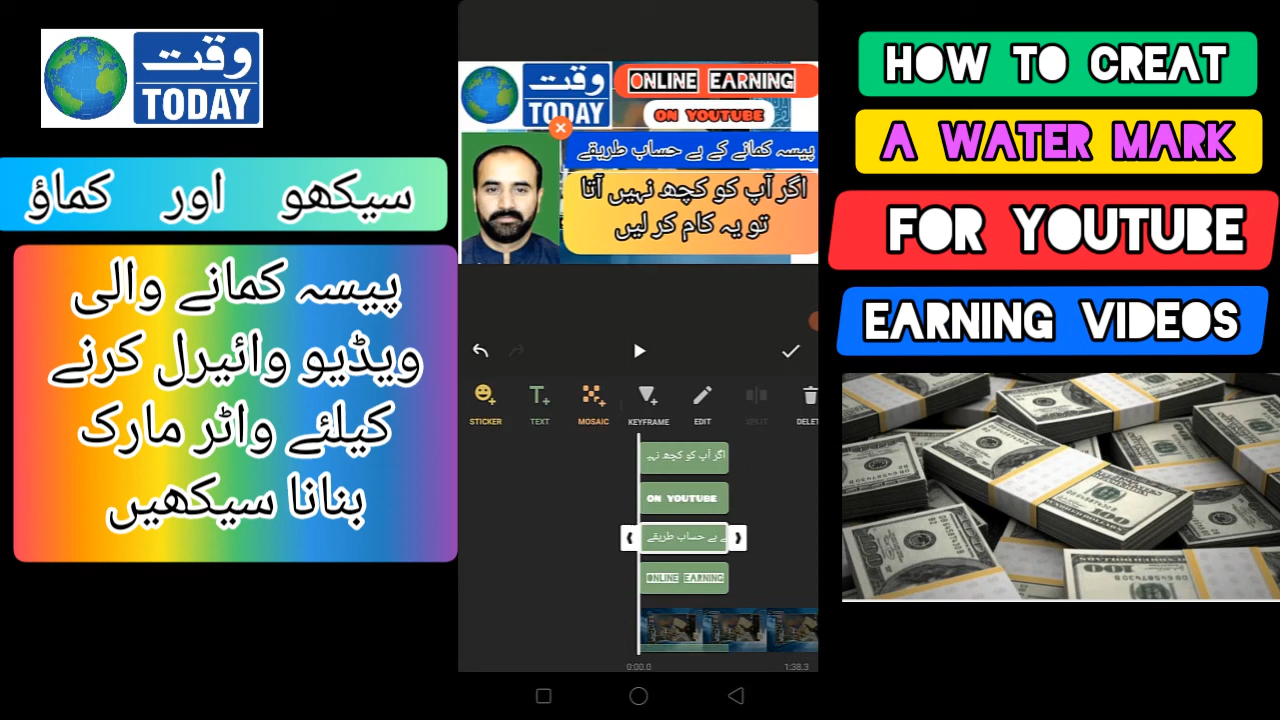 وقت
TODAY
سیکھو اور کماؤ
پیسہ کمانے والی
ویڈیو وائیرل کرنے
کیلئے واٹر مارک
بنانا سیکھیں
وقت
TODAY
ONLINE EARNING
ON YOUTUBE
پیسہ کمانے کے بے حساب طریقے
اگر آپ کو کچھ نہیں آتا
تو یہ کام کر لیں
STICKER
TEXT
MOSAIC
KEYFRAME
EDIT
SPLIT
DELET
اگر آپ کو کچھ نہیـ
ON YOUTUBE
ے بے حساب طریقے
ONLINE EARNING
0:00.0
1:38.3
HOW TO CREAT
A WATER MARK
FOR YOUTUBE
EARNING VIDEOS